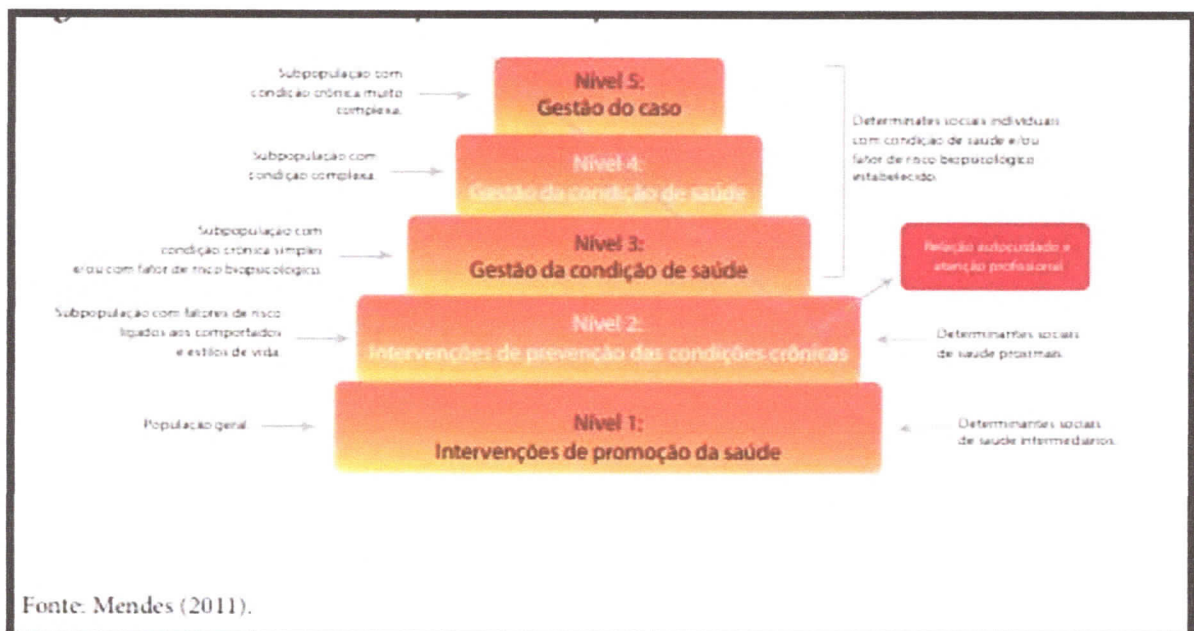 Subpopulação com
condição crônica muito
complexa.
Nível 5:
Gestão do caso
Determinates sociais individuais
com condição de saúde e/ou
fator de risco biopsicológico
estabelecido.
Subpopulação com
condição complexa.
Nível 4:
Gestão da condição de saúde
Subpopulação com
condição crônica simples
e/ou com fator de risco biopsicológico.
Nível 3:
Gestão da condição de saúde
Relação autocuidado e
atenção profissional
Subpopulação com fatores de risco
ligados aos comportados
e estilos de vida.
Nível 2:
Intervenções de prevenção das condições crônicas
Determinantes sociais
de saúde proximais.
População geral
Nível 1:
Intervenções de promoção da saúde
Determinantes sociais
de saúde intermediários.
Fonte: Mendes (2011).